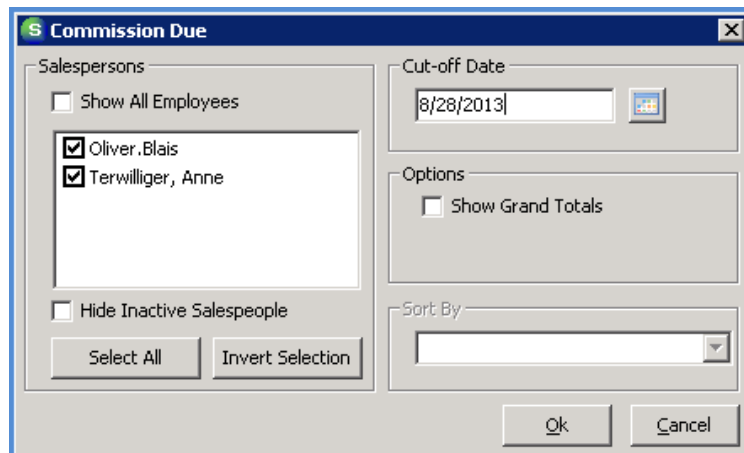 S Commission Due
Salespersons
Show All Employees
Oliver.Blais
Terwilliger, Anne
Hide Inactive Salespeople
Select All
Invert Selection
Cut-off Date
8/28/2013
Options
Show Grand Totals
Sort By
Ok
Cancel